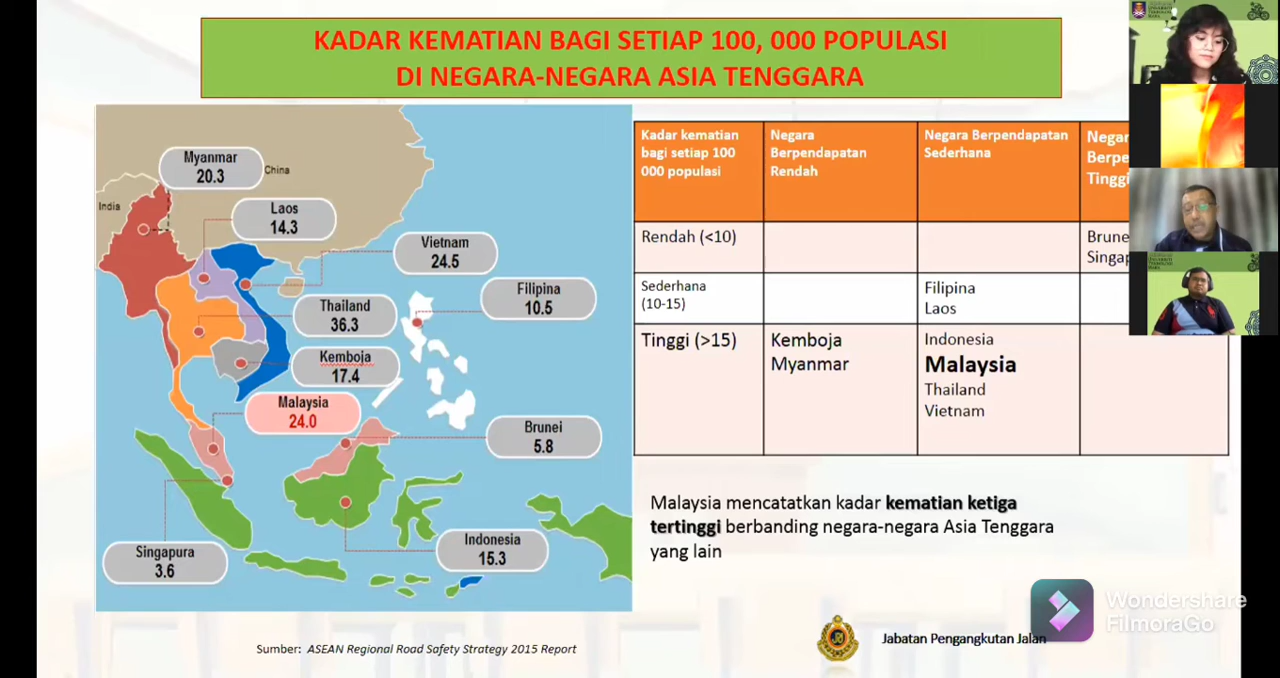 KADAR KEMATIAN BAGI SETIAP 100, 000 POPULASI
DI NEGARA-NEGARA ASIA TENGGARA
Myanmar
20.3
China
India
Laos
14.3
Vietnam
24.5
Filipina
10.5
Thailand
36.3
Kemboja
17.4
Malaysia
24.0
Brunei
5.8
Indonesia
15.3
Singapura
3.6
Kadar kematian
bagi setiap 100
000 populasi
Negara
Berpendapatan
Rendah
Negara Berpendapatan
Sederhana
Negar
Berpe
Tinggi
Rendah (<10)
Brune
Singap
Sederhana
(10-15)
Filipina
Laos
Tinggi (>15)
Kemboja
Myanmar
Indonesia
Malaysia
Thailand
Vietnam
Malaysia mencatatkan kadar kematian ketiga
tertinggi berbanding negara-negara Asia Tenggara
yang lain
Sumber: ASEAN Regional Road Safety Strategy 2015 Report
Jabatan Pengangkutan Jalan
Wondershare
FilmoraGo